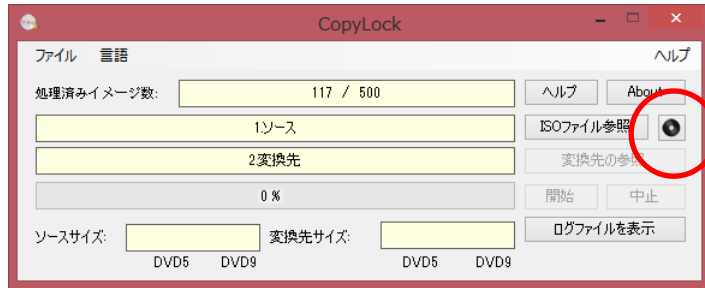 CopyLock
ファイル 言語 ヘルプ
処理済みイメージ数: 117 / 500 ヘルプ About
1.ソース ISOファイル参照
2変換先 変換先の参照
0 % 開始 中止
ソースサイズ: 変換先サイズ: ログファイルを表示
DVD5 DVD9 DVD5 DVD9